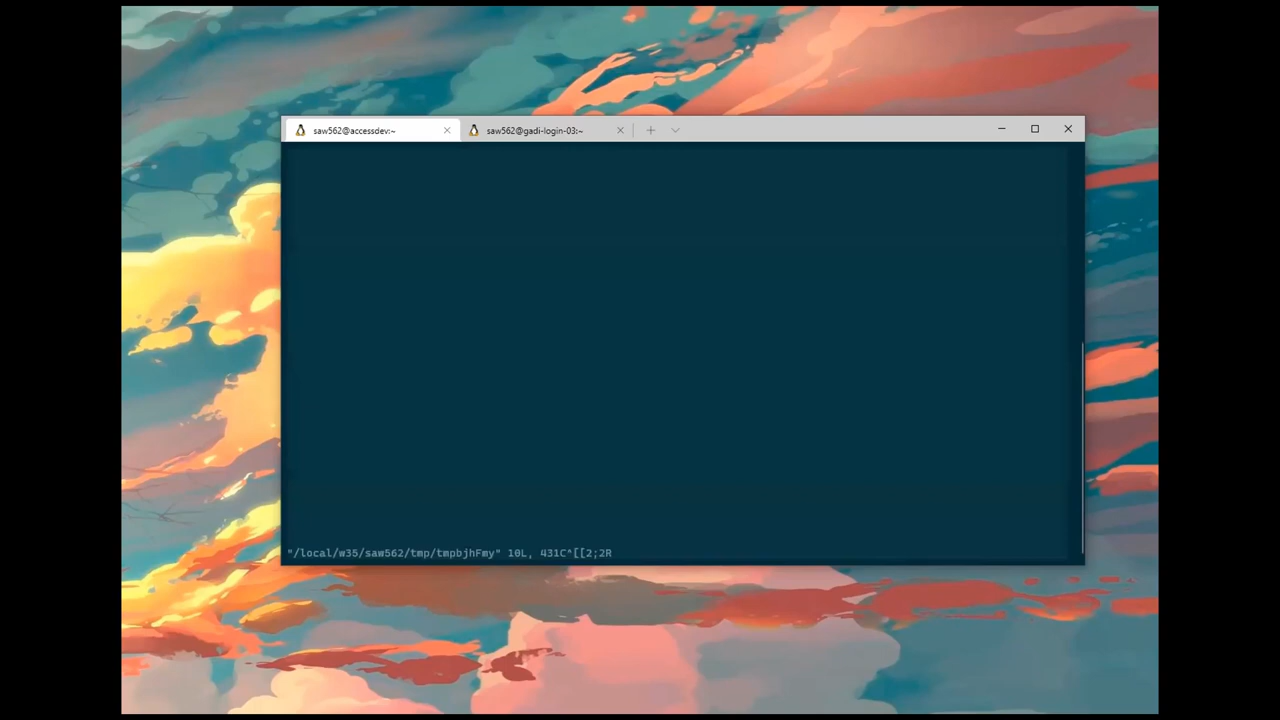 saw562@accessdev:~
saw562@gadi-login-03:~
"/local/w35/saw562/tmp/tmpbjhFmy" 10L, 431C^[[2;2R